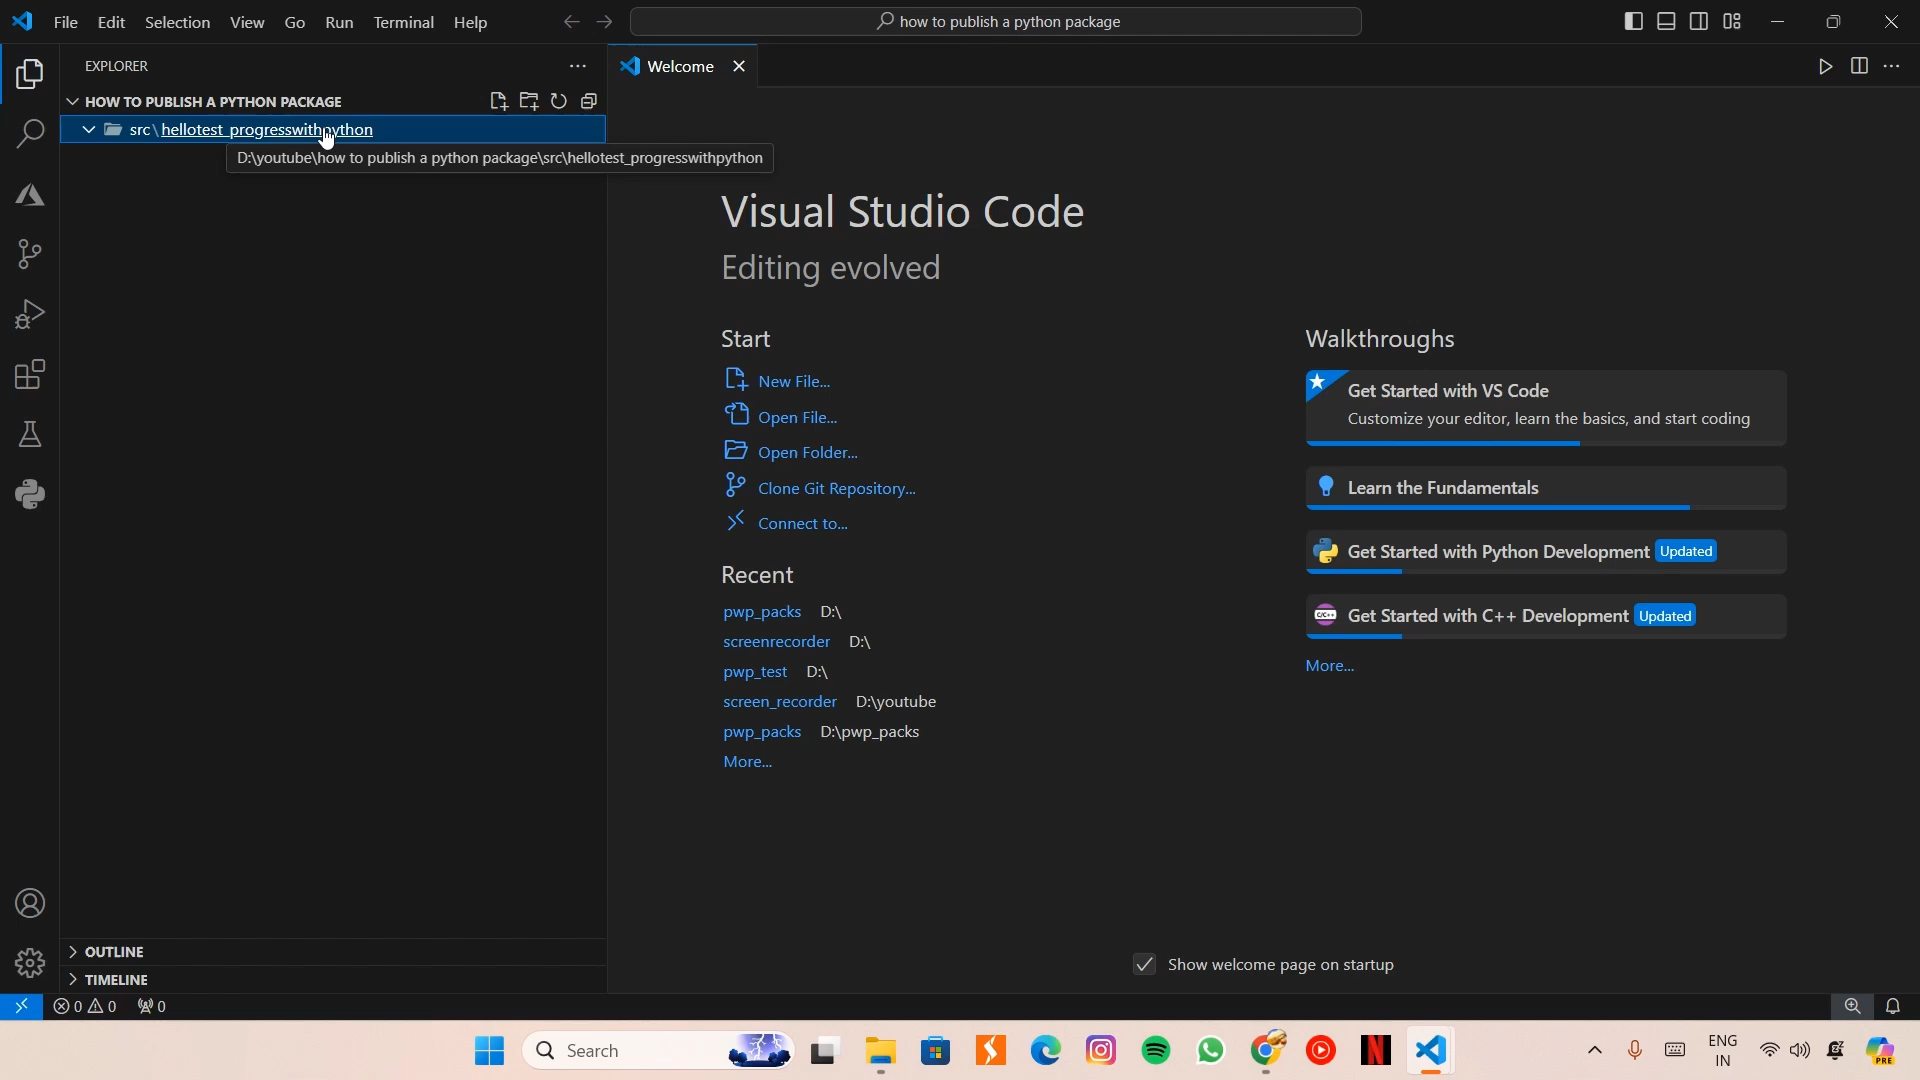 File Edit Selection View Go Run Terminal Help
how to publish a python package
EXPLORER
Welcome
HOW TO PUBLISH A PYTHON PACKAGE
src\hellotest_progresswithpython
D:\youtube\how to publish a python package\src\hellotest_progresswithpython
Visual Studio Code
Editing evolved
Start
New File...
Open File...
Open Folder...
Clone Git Repository...
Connect to...
Recent
pwp_packs D:\
screenrecorder D:\
pwp_test D:\
screen_recorder D:\youtube
pwp_packs D:\pwp_packs
More...
Walkthroughs
Get Started with VS Code
Customize your editor, learn the basics, and start coding
Learn the Fundamentals
Get Started with Python Development Updated
C/C++ Get Started with C++ Development Updated
More...
Show welcome page on startup
OUTLINE
TIMELINE
0 0 0
Search
ENG
IN
PRE